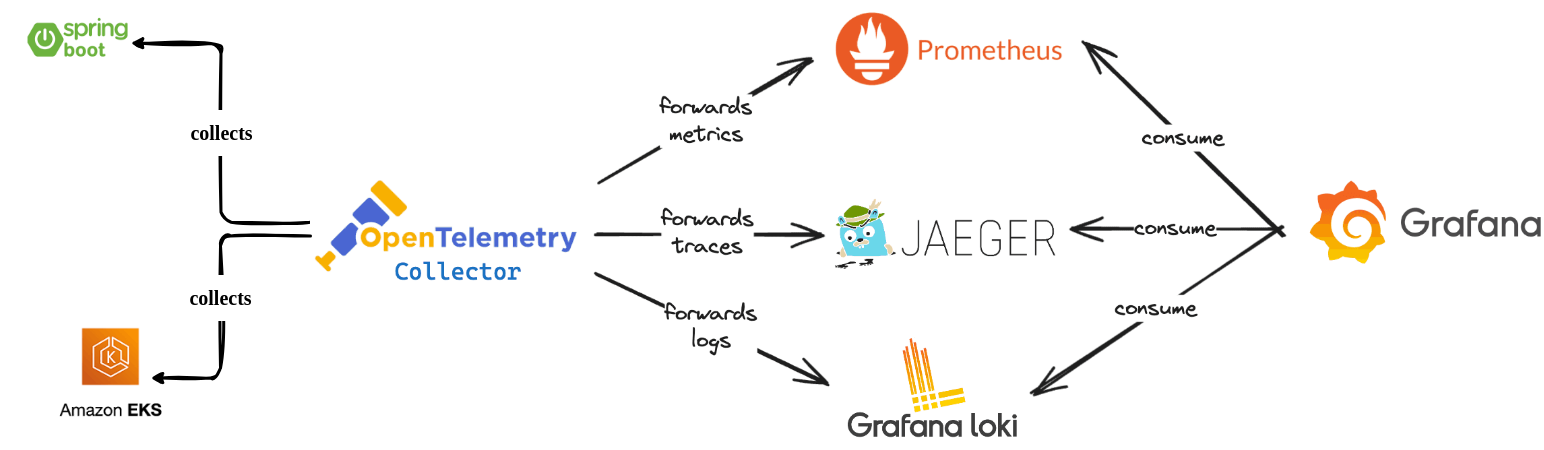 spring
boot
collects
collects
Amazon EKS
OpenTelemetry
Collector
forwards
metrics
forwards
traces
forwards
logs
Prometheus
JAEGER
Grafana loki
consume
consume
consume
Grafana